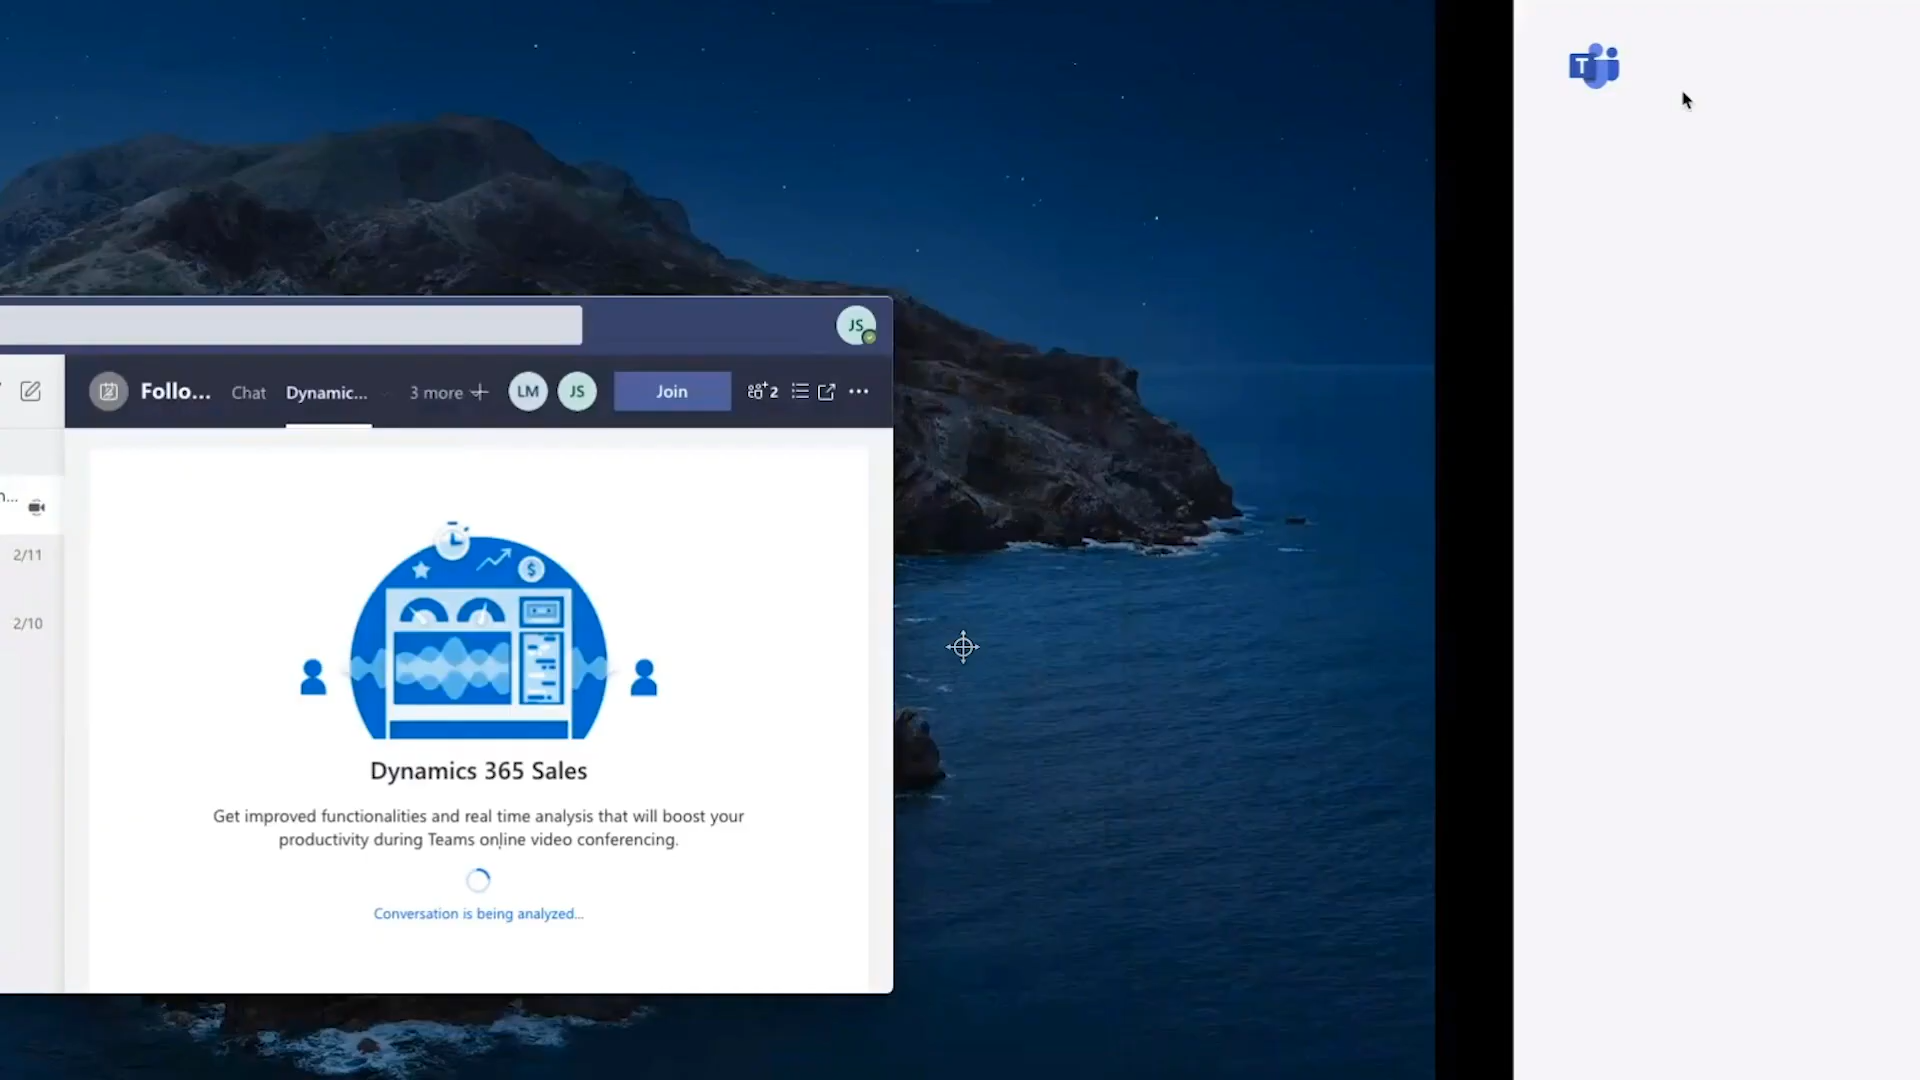 T
JS
Follo...
Chat
Dynamic...
3 more
LM
JS
Join
2
n...
2/11
2/10
$
Dynamics 365 Sales
Get improved functionalities and real time analysis that will boost your
productivity during Teams online video conferencing.
Conversation is being analyzed...